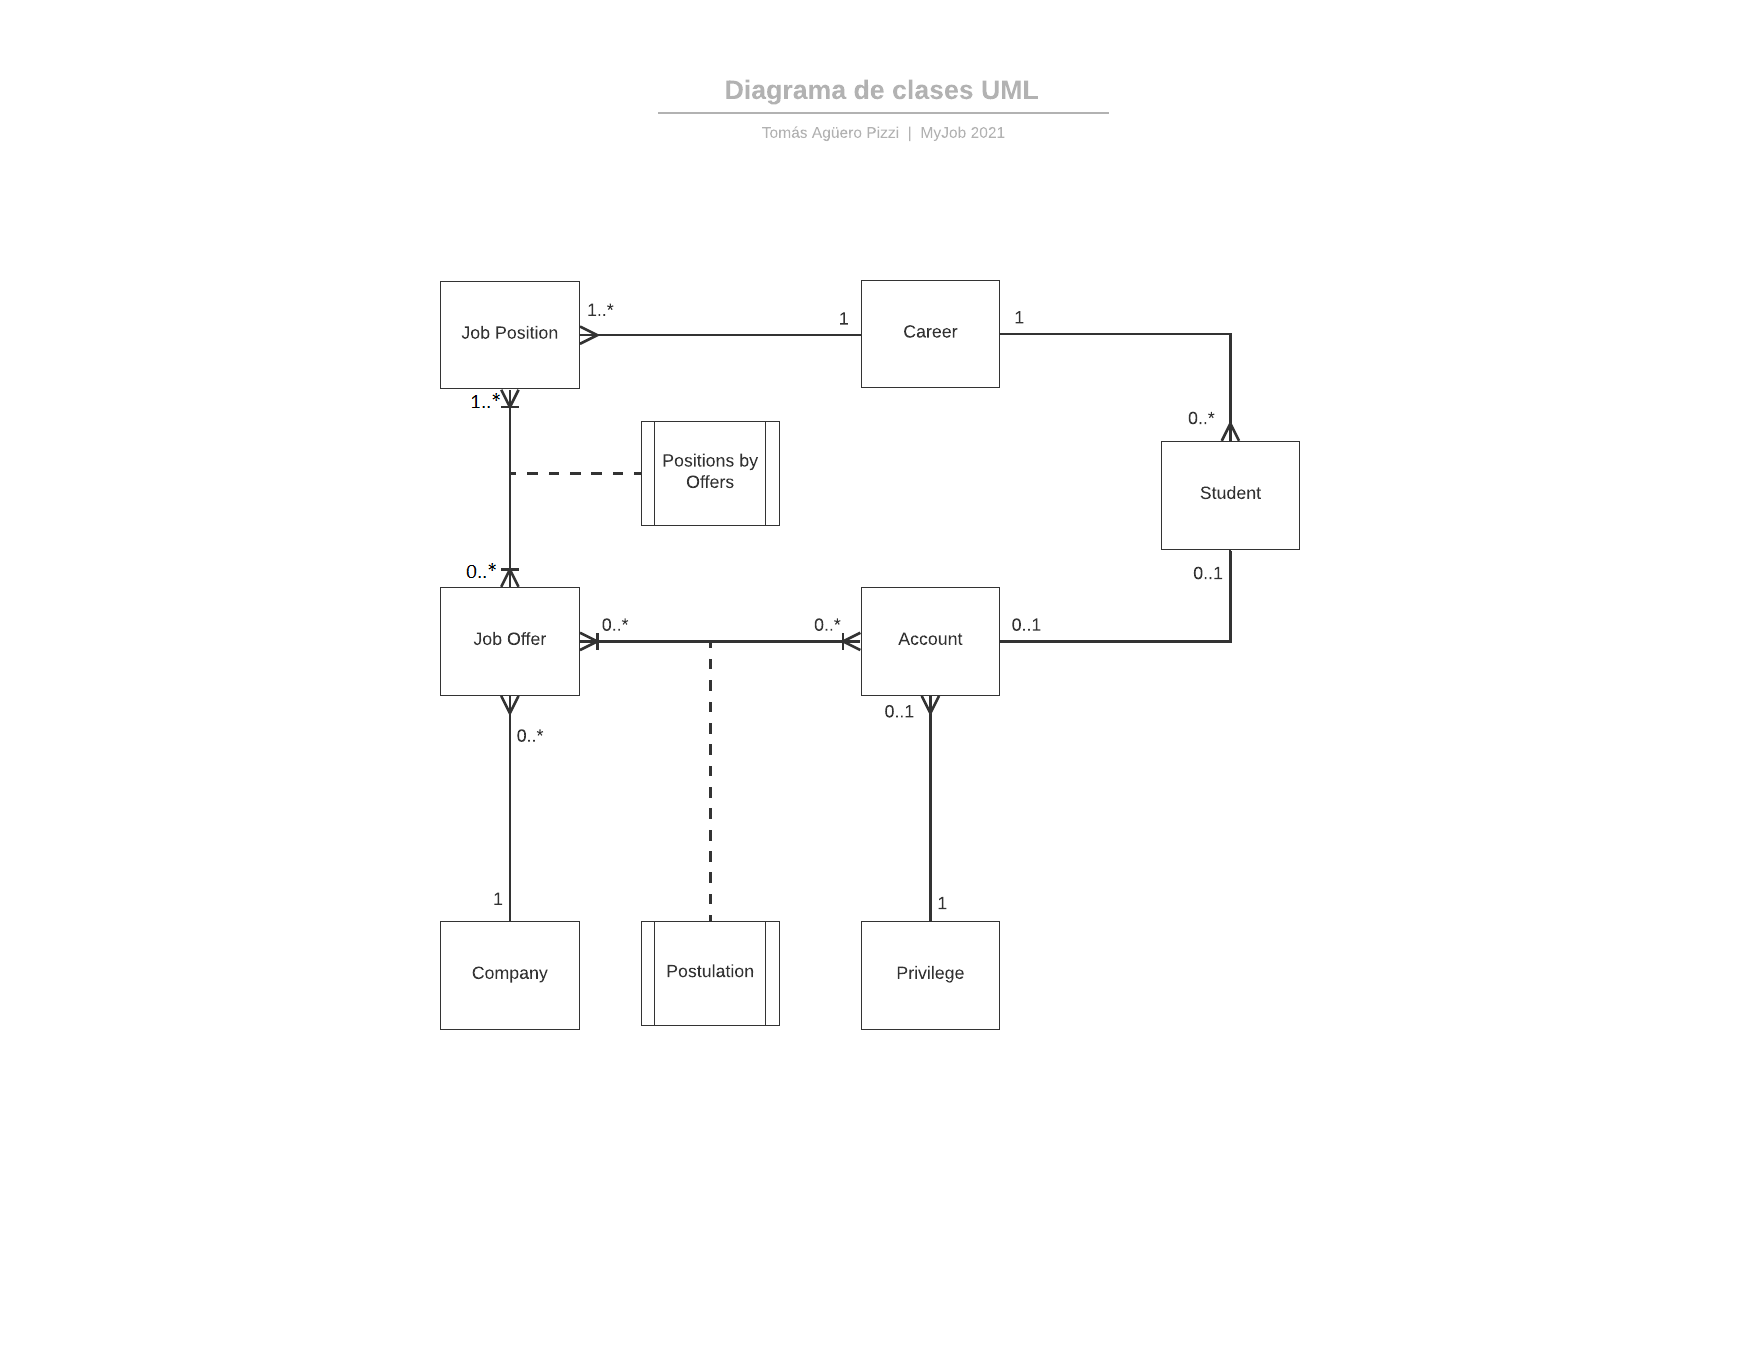 Diagrama de clases UML
Tomás Agüero Pizzi | MyJob 2021
Job Position
1..*
1
Career
1
1..*
0..*
Positions by
Offers
Student
0..*
0..1
Job Offer
0..*
0..*
Account
0..1
0..1
0..*
1
1
Company
Postulation
Privilege